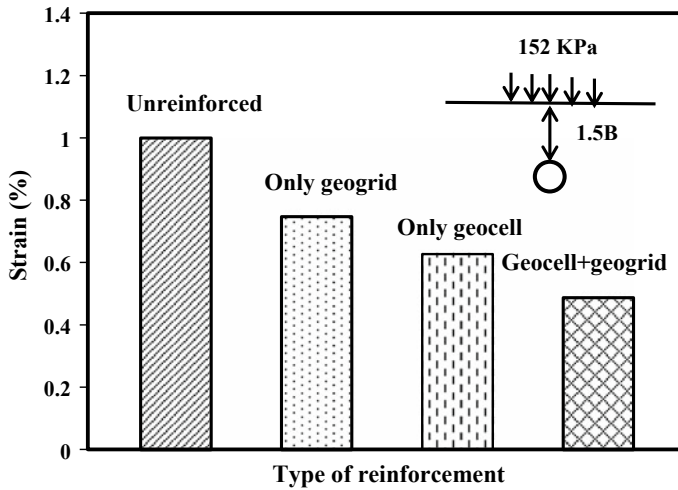 1.4
1.2
1
0.8
0.6
0.4
0.2
0
Strain (%)
Unreinforced
Only geogrid
Only geocell
Geocell+geogrid
152 KPa
1.5B
Type of reinforcement